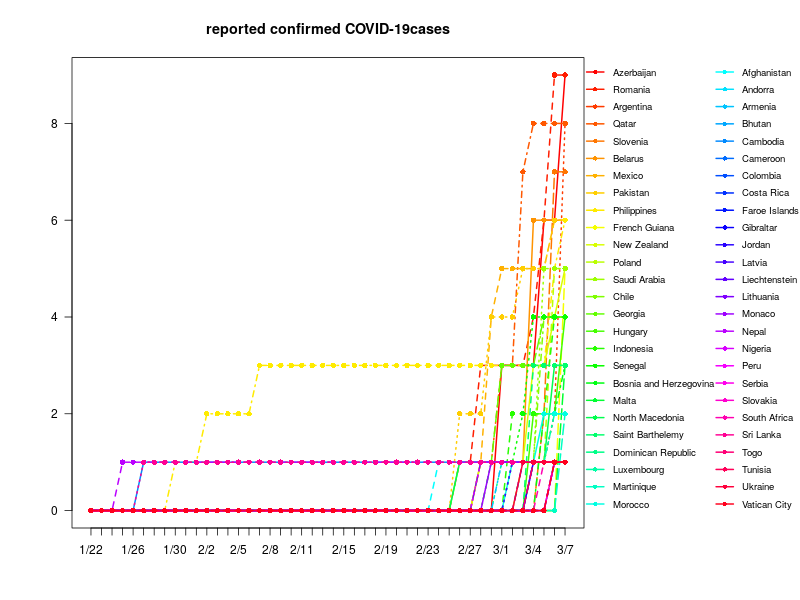 reported confirmed COVID-19cases
8
6
4
2
0
1/22
1/26
1/30
2/2
2/5
2/8
2/11
2/15
2/19
2/23
2/27
3/1
3/4
3/7
Azerbaijan
Romania
Argentina
Qatar
Slovenia
Belarus
Mexico
Pakistan
Philippines
French Guiana
New Zealand
Poland
Saudi Arabia
Chile
Georgia
Hungary
Indonesia
Senegal
Bosnia and Herzegovina
Malta
North Macedonia
Saint Barthelemy
Dominican Republic
Luxembourg
Martinique
Morocco
Afghanistan
Andorra
Armenia
Bhutan
Cambodia
Cameroon
Colombia
Costa Rica
Faroe Islands
Gibraltar
Jordan
Latvia
Liechtenstein
Lithuania
Monaco
Nepal
Nigeria
Peru
Serbia
Slovakia
South Africa
Sri Lanka
Togo
Tunisia
Ukraine
Vatican City